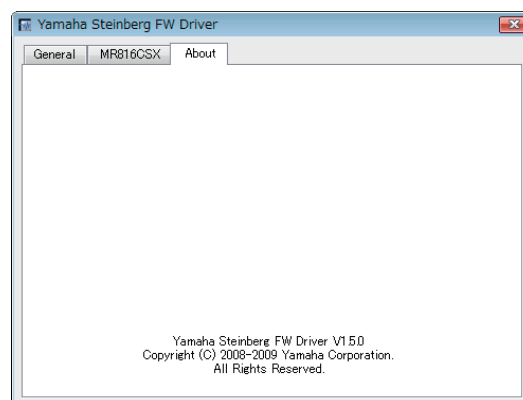 Yamaha Steinberg FW Driver
General MR816CSX About
Yamaha Steinberg FW Driver V1.5.0
Copyright (C) 2008-2009 Yamaha Corporation.
All Rights Reserved.